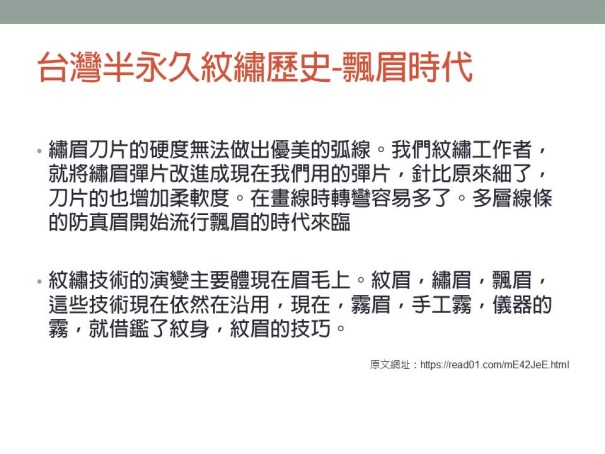 台灣半永久紋繡歷史-飄眉時代
• 繡眉刀片的硬度無法做出優美的弧線。我們紋繡工作者，
就將繡眉彈片改進成現在我們用的彈片，針比原來細了，
刀片的也增加柔軟度。在畫線時轉彎容易多了。多層線條
的防真眉開始流行飄眉的時代來臨
• 紋繡技術的演變主要體現在眉毛上。紋眉，繡眉，飄眉，
這些技術現在依然在沿用，現在，霧眉，手工霧，儀器的
霧，就借鑑了紋身，紋眉的技巧。
原文網址：https://read01.com/mE42JeE.html